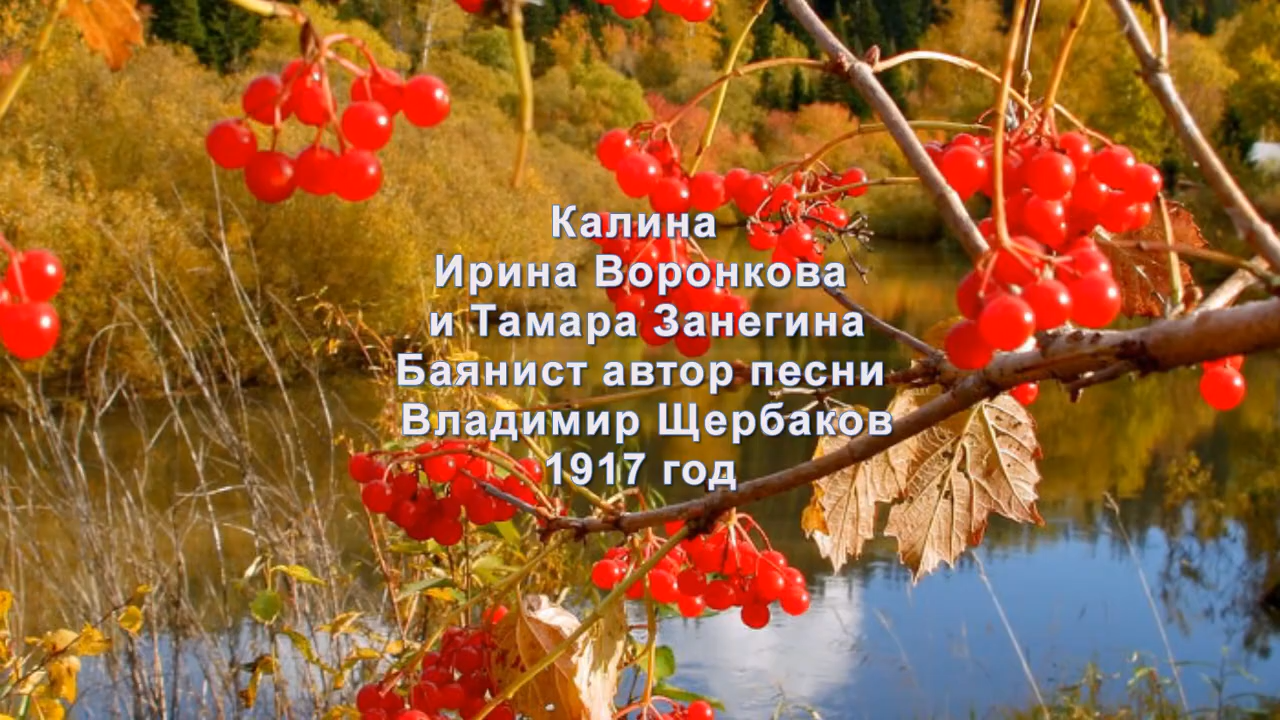 Калина
Ирина Воронкова
и Тамара Занегина
Баянист автор песни
Владимир Щербаков
1917 год